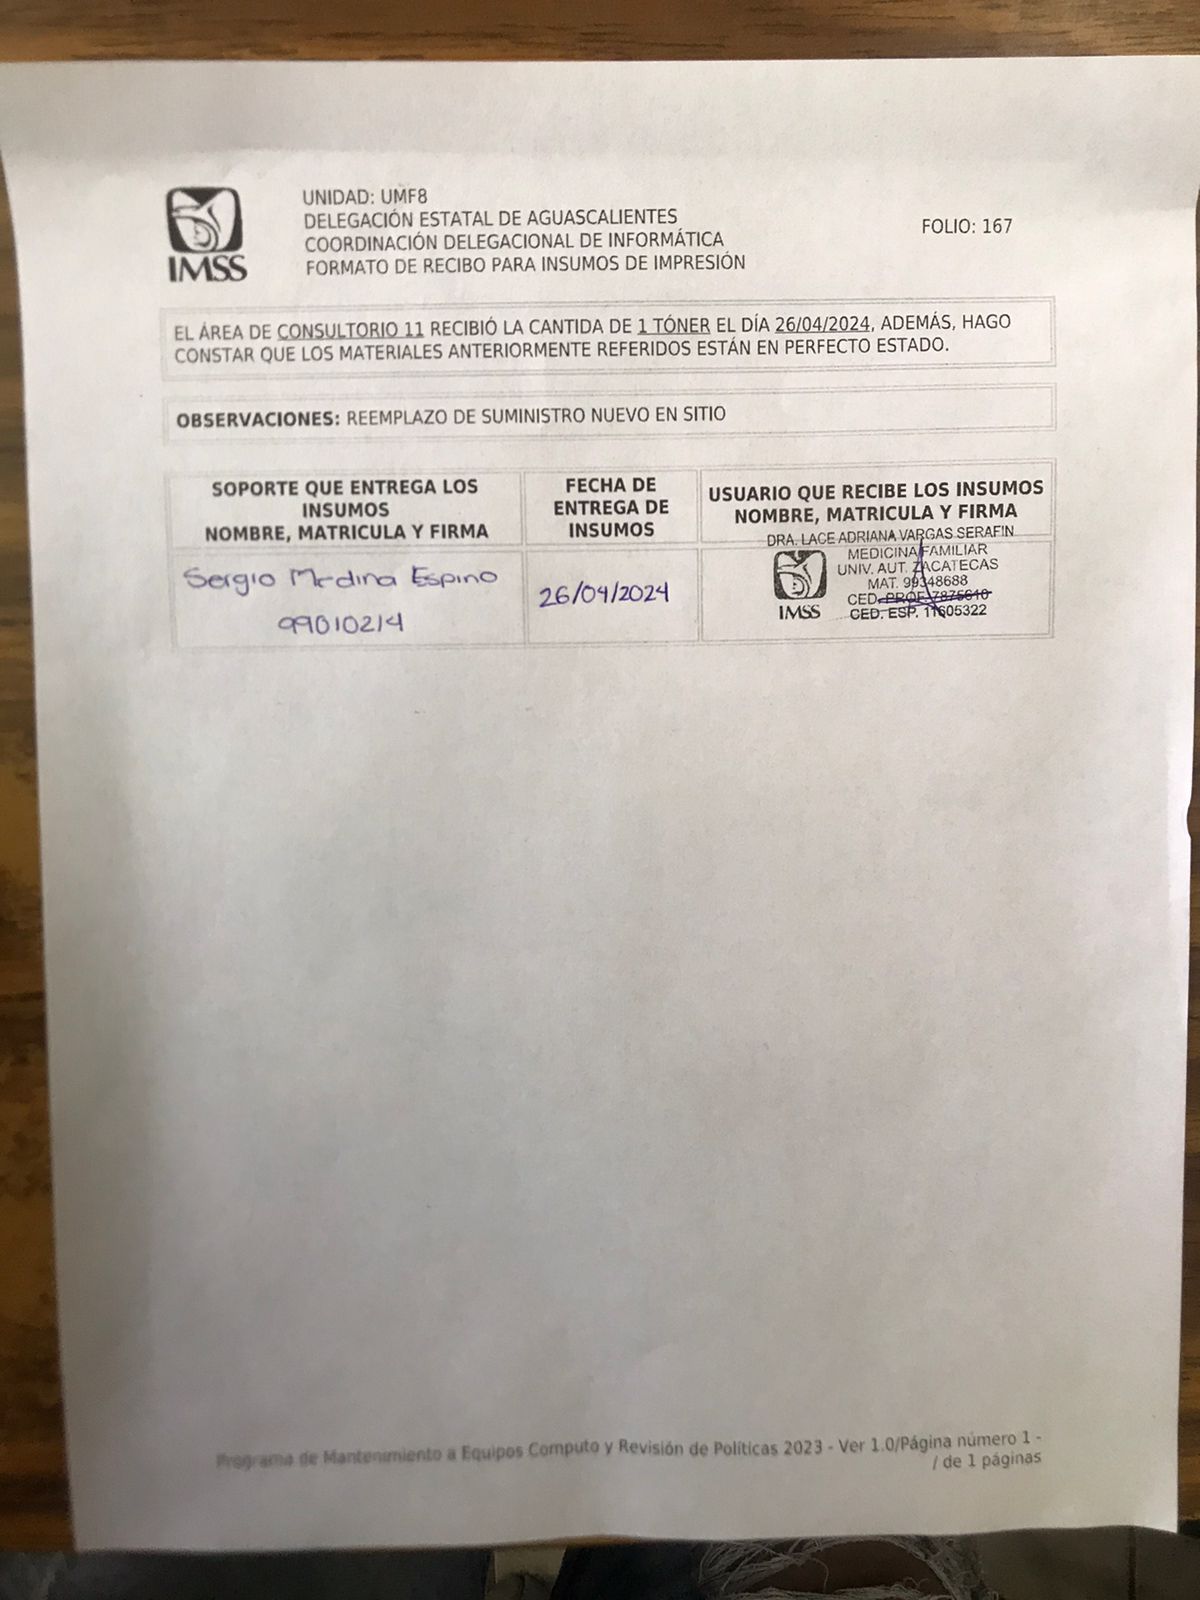 IMSS
UNIDAD: UMF8
DELEGACIÓN ESTATAL DE AGUASCALIENTES
COORDINACIÓN DELEGACIONAL DE INFORMÁTICA
FORMATO DE RECIBO PARA INSUMOS DE IMPRESIÓN
FOLIO: 167
EL ÁREA DE CONSULTORIO 11 RECIBIÓ LA CANTIDA DE 1 TÓNER EL DÍA 26/04/2024, ADEMÁS, HAGO
CONSTAR QUE LOS MATERIALES ANTERIORMENTE REFERIDOS ESTÁN EN PERFECTO ESTADO.
OBSERVACIONES: REEMPLAZO DE SUMINISTRO NUEVO EN SITIO
SOPORTE QUE ENTREGA LOS
INSUMOS
NOMBRE, MATRICULA Y FIRMA
FECHA DE
ENTREGA DE
INSUMOS
USUARIO QUE RECIBE LOS INSUMOS
NOMBRE, MATRICULA Y FIRMA
Sergio Medina Espino
99010214
26/04/2024
DRA. LACE ADRIANA VARGAS SERAFIN
MEDICINA FAMILIAR
UNIV. AUT. ZACATECAS
MAT. 99348688
CED. PROF. 7875610
CED. ESP. 11605322
IMSS
Programa de Mantenimiento a Equipos Computo y Revisión de Políticas 2023 - Ver 1.0/Página número 1 -
/ de 1 páginas